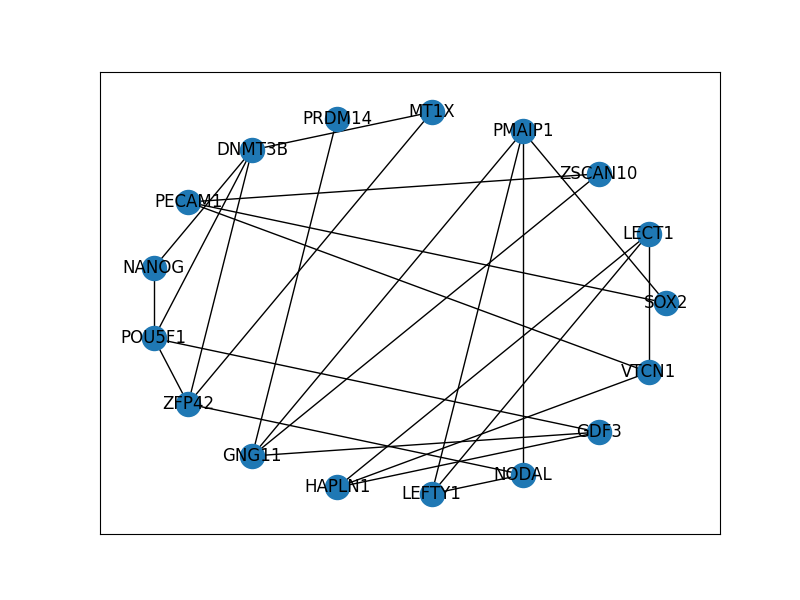 MT1X
PRDM14
PMAIP1
DNMT3B
ZSCAN10
PECAM1
LECT1
NANOG
SOX2
POU5F1
VTCN1
ZFP42
GDF3
GNG11
NODAL
HAPLN1
LEFTY1